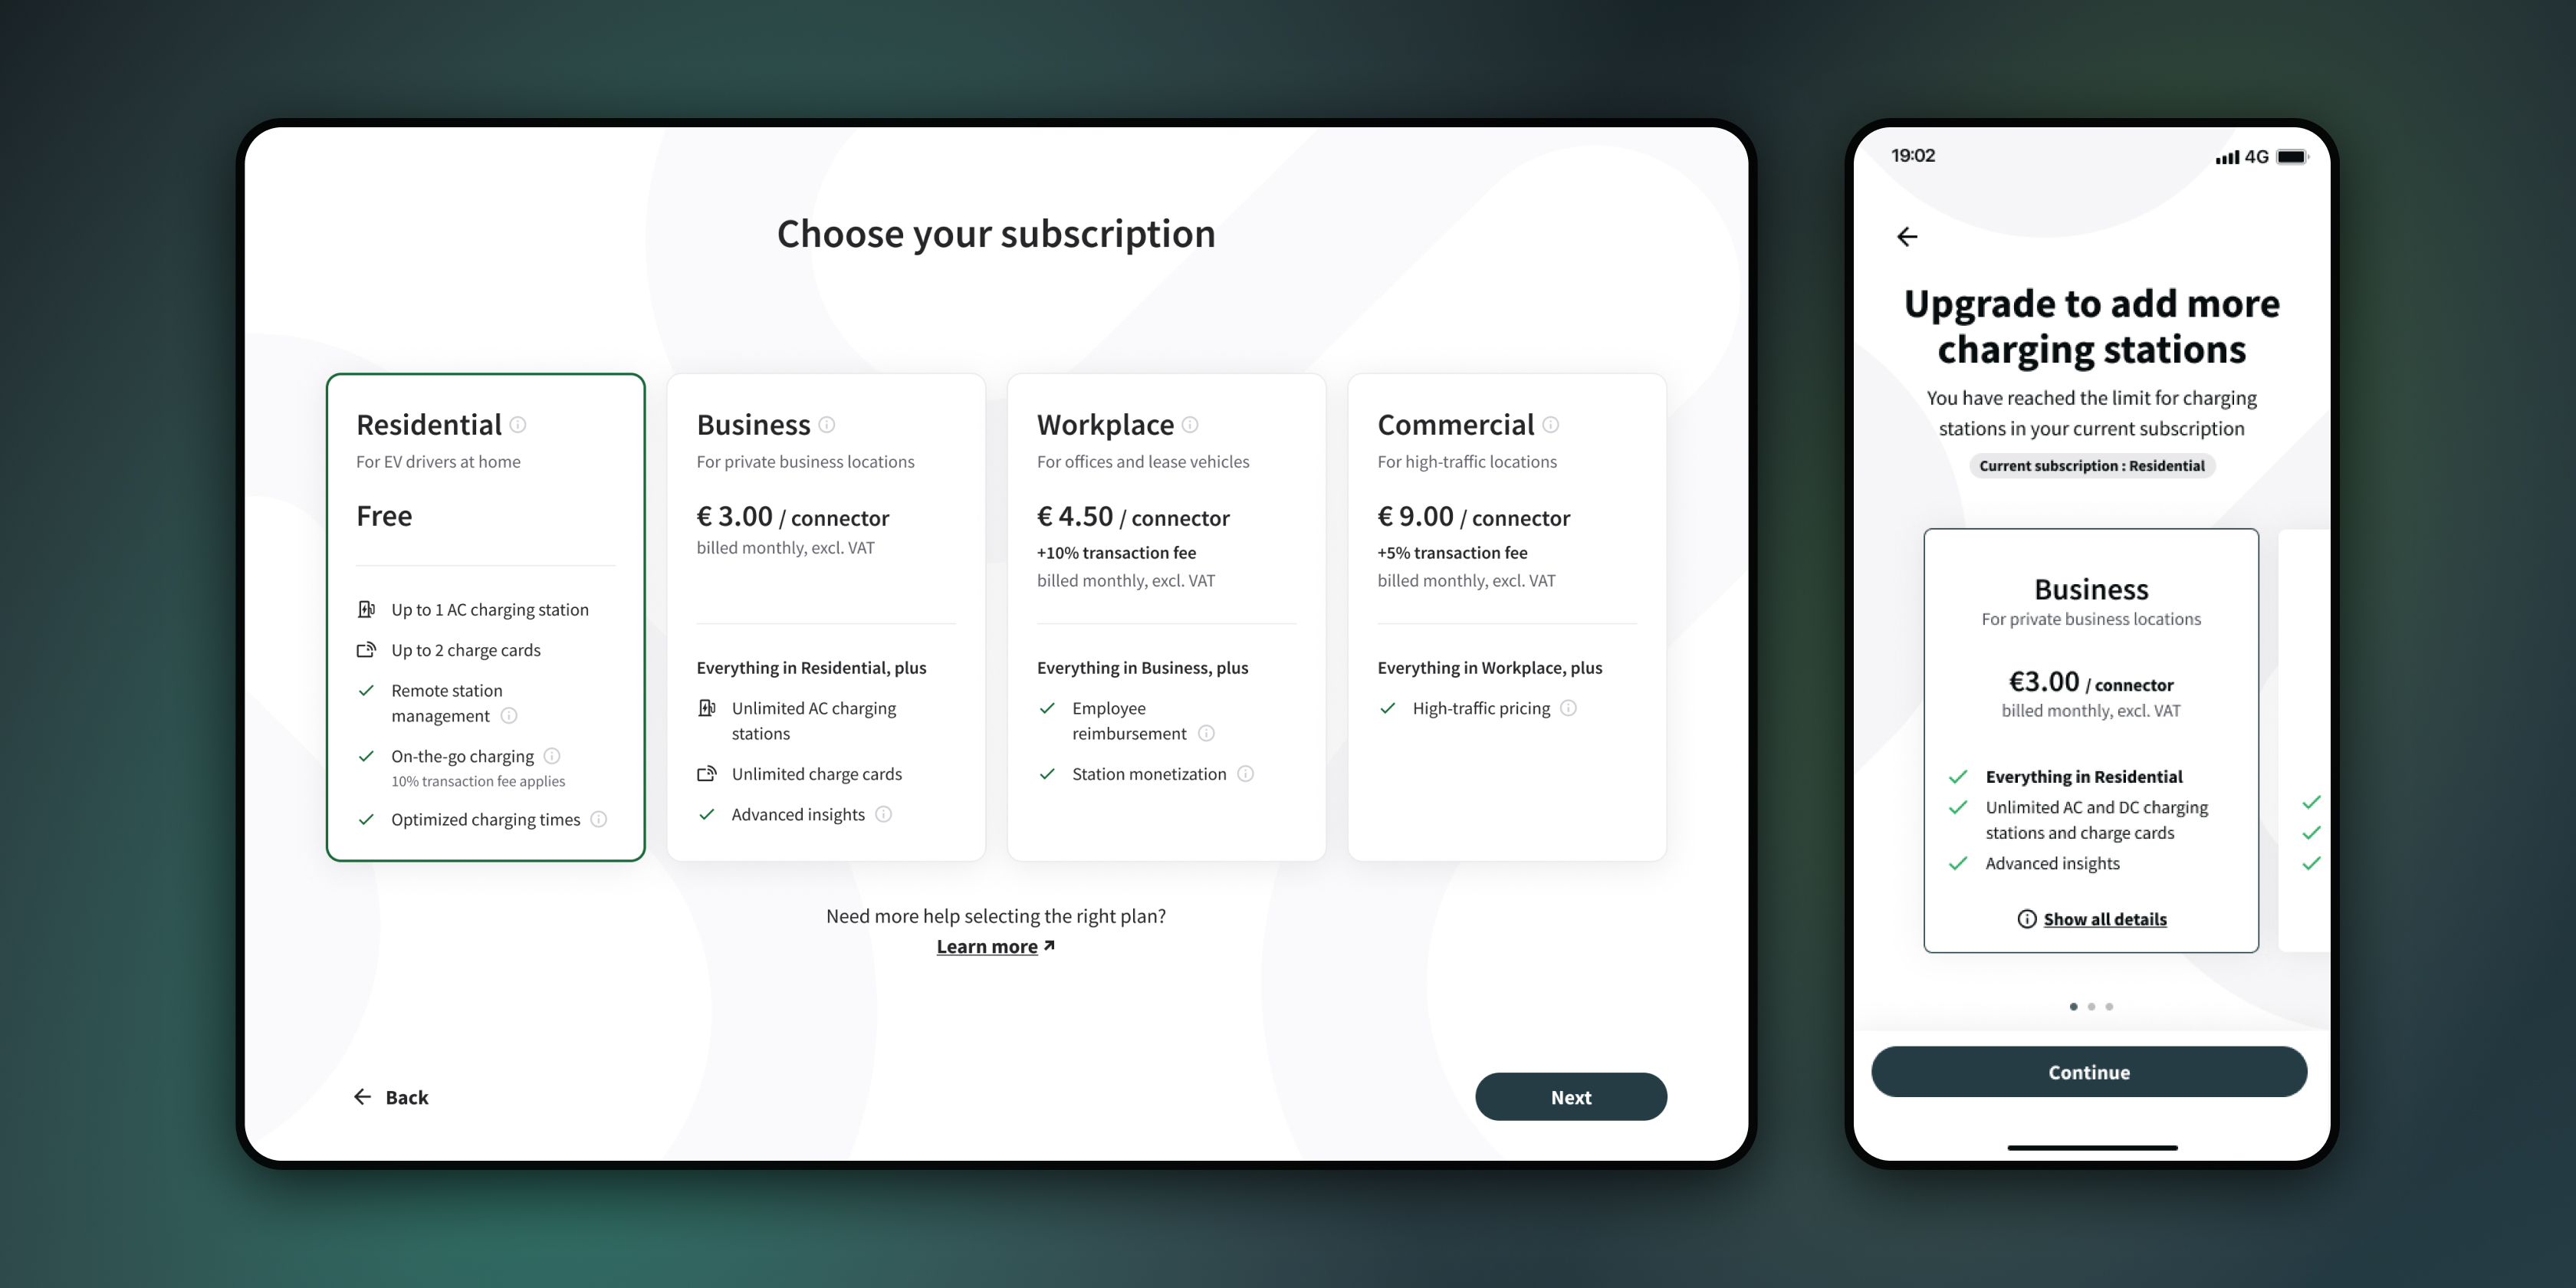 Choose your subscription
Residential
For EV drivers at home
Free
Up to 1 AC charging station
Up to 2 charge cards
Remote station
management
On-the-go charging
10% transaction fee applies
Optimized charging times
Business
For private business locations
€ 3.00 / connector
billed monthly, excl. VAT
Everything in Residential, plus
Unlimited AC charging
stations
Unlimited charge cards
Advanced insights
Workplace
For offices and lease vehicles
€ 4.50 / connector
+10% transaction fee
billed monthly, excl. VAT
Everything in Business, plus
Employee
reimbursement
Station monetization
Commercial
For high-traffic locations
€ 9.00 / connector
+5% transaction fee
billed monthly, excl. VAT
Everything in Workplace, plus
High-traffic pricing
Need more help selecting the right plan?
Learn more
Back
Next
19:02
4G
Upgrade to add more
charging stations
You have reached the limit for charging
stations in your current subscription
Current subscription : Residential
Business
For private business locations
€3.00 / connector
billed monthly, excl. VAT
Everything in Residential
Unlimited AC and DC charging
stations and charge cards
Advanced insights
Show all details
Continue